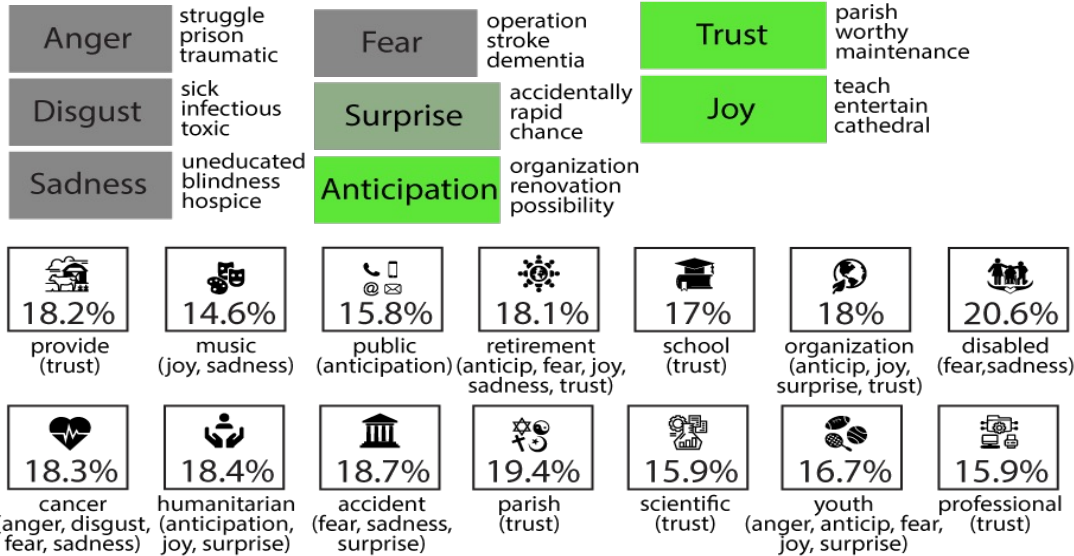 Anger
struggle
prison
traumatic
Fear
operation
stroke
dementia
Trust
parish
worthy
maintenance
Disgust
sick
infectious
toxic
Surprise
accidentally
rapid
chance
Joy
teach
entertain
cathedral
Sadness
uneducated
blindness
hospice
Anticipation
organization
renovation
possibility
18.2%
provide
(trust)
14.6%
music
(joy, sadness)
@
15.8%
public
(anticipation)
18.1%
retirement
(anticip, fear, joy,
sadness, trust)
17%
school
(trust)
18%
organization
(anticip, joy,
surprise, trust)
20.6%
disabled
(fear,sadness)
18.3%
cancer
(anger, disgust,
fear, sadness)
18.4%
humanitarian
(anticipation,
joy, surprise)
18.7%
accident
(fear, sadness,
surprise)
19.4%
parish
(trust)
15.9%
scientific
(trust)
16.7%
youth
(anger, anticip, fear,
joy, surprise)
15.9%
professional
(trust)